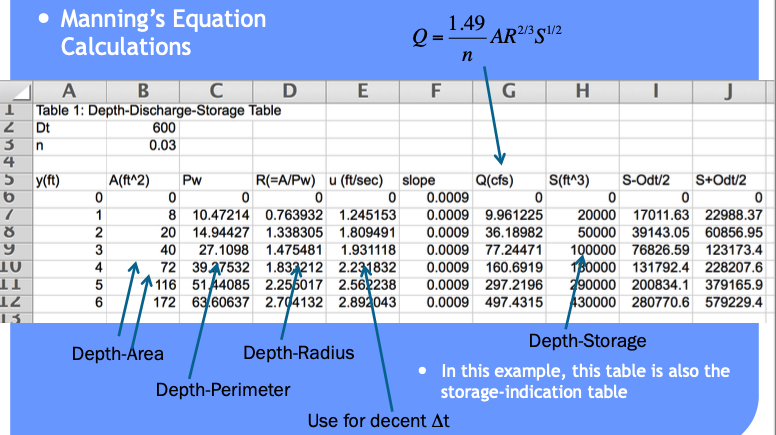 • Manning's Equation
Calculations
Q = 1.49/n AR^2/3 S^1/2
A B C D E F G H I J
1 Table 1: Depth-Discharge-Storage Table
2 Dt 600
3 n 0.03
4
5 y(ft) A(ft^2) Pw R(=A/Pw) u (ft/sec) slope Q(cfs) S(ft^3) S-Odt/2 S+Odt/2
6 0 0 0 0 0 0.0009 0 0 0 0
7 1 8 10.47214 0.763932 1.245153 0.0009 9.961225 20000 17011.63 22988.37
8 2 20 14.94427 1.338305 1.809491 0.0009 36.18982 50000 39143.05 60856.95
9 3 40 27.1098 1.475481 1.931118 0.0009 77.24471 100000 76826.59 123173.4
10 4 72 39.27532 1.833212 2.231832 0.0009 160.6919 180000 131792.4 228207.6
11 5 116 51.44085 2.255017 2.562238 0.0009 297.2196 290000 200834.1 379165.9
12 6 172 63.60637 2.704132 2.892043 0.0009 497.4315 430000 280770.6 579229.4
13
Depth-Area
Depth-Radius
Depth-Storage
Depth-Perimeter
Use for decent Δt
• In this example, this table is also the
storage-indication table